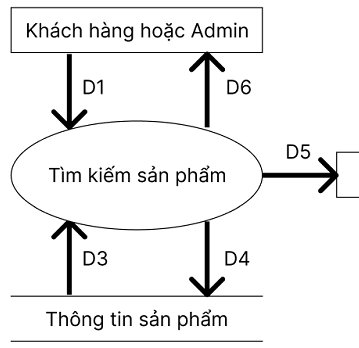 Khách hàng hoặc Admin
D1
D6
D5
Tìm kiếm sản phẩm
D3
D4
Thông tin sản phẩm